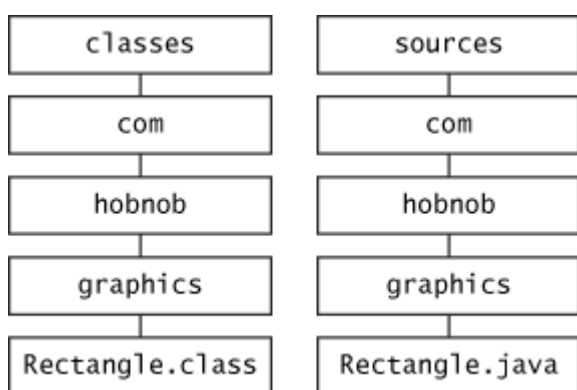 classes
com
hobnob
graphics
Rectangle.class
sources
com
hobnob
graphics
Rectangle.java